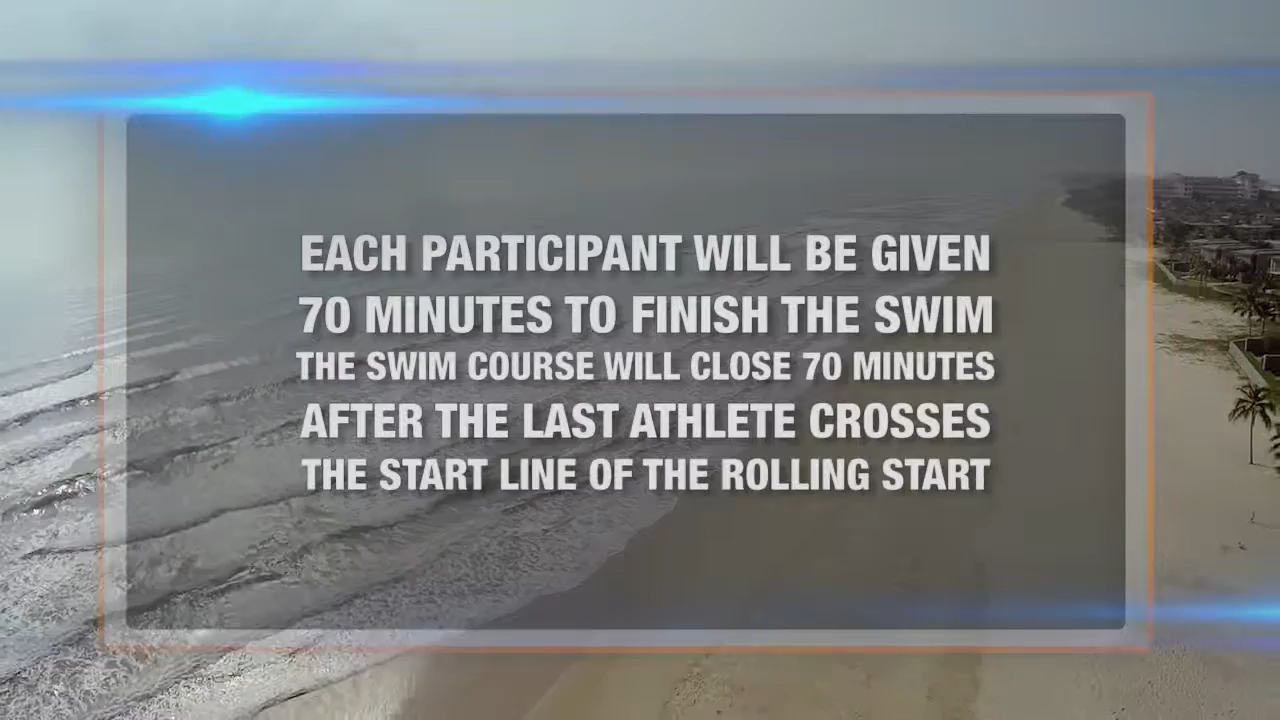 EACH PARTICIPANT WILL BE GIVEN
70 MINUTES TO FINISH THE SWIM
THE SWIM COURSE WILL CLOSE 70 MINUTES
AFTER THE LAST ATHLETE CROSSES
THE START LINE OF THE ROLLING START